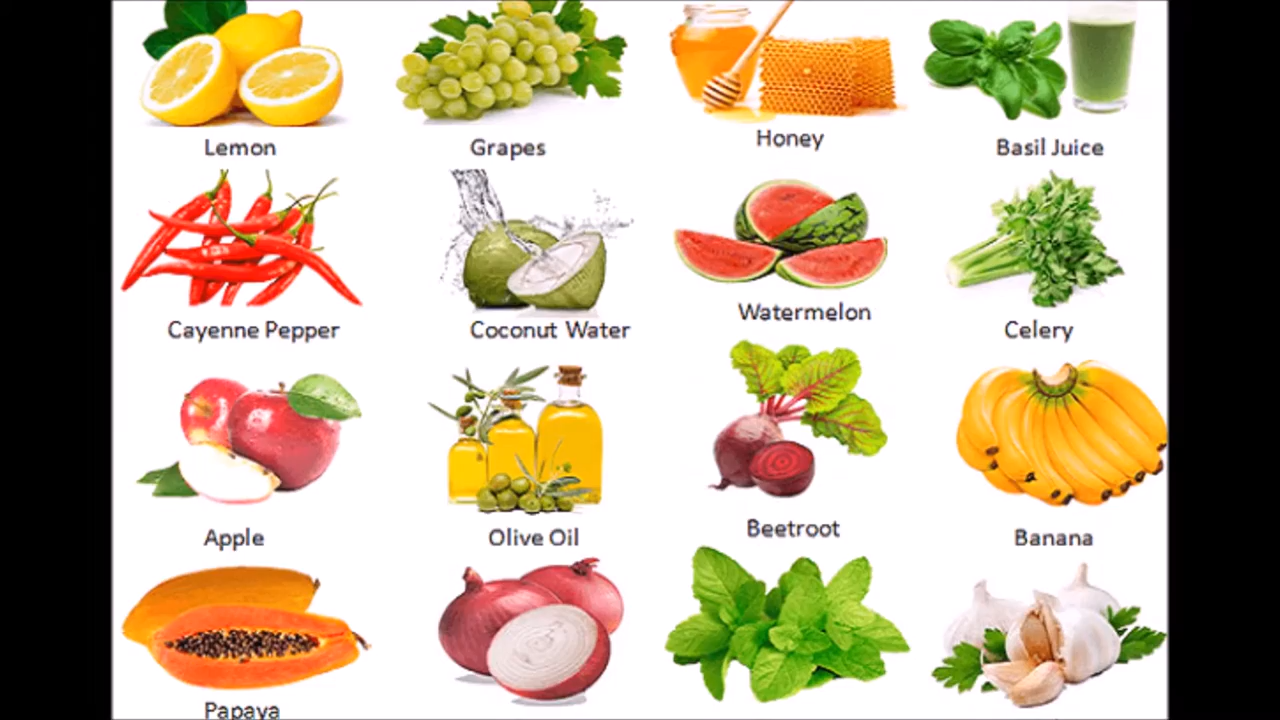 Lemon
Grapes
Honey
Basil Juice
Cayenne Pepper
Coconut Water
Watermelon
Celery
Apple
Olive Oil
Beetroot
Banana
Papaya